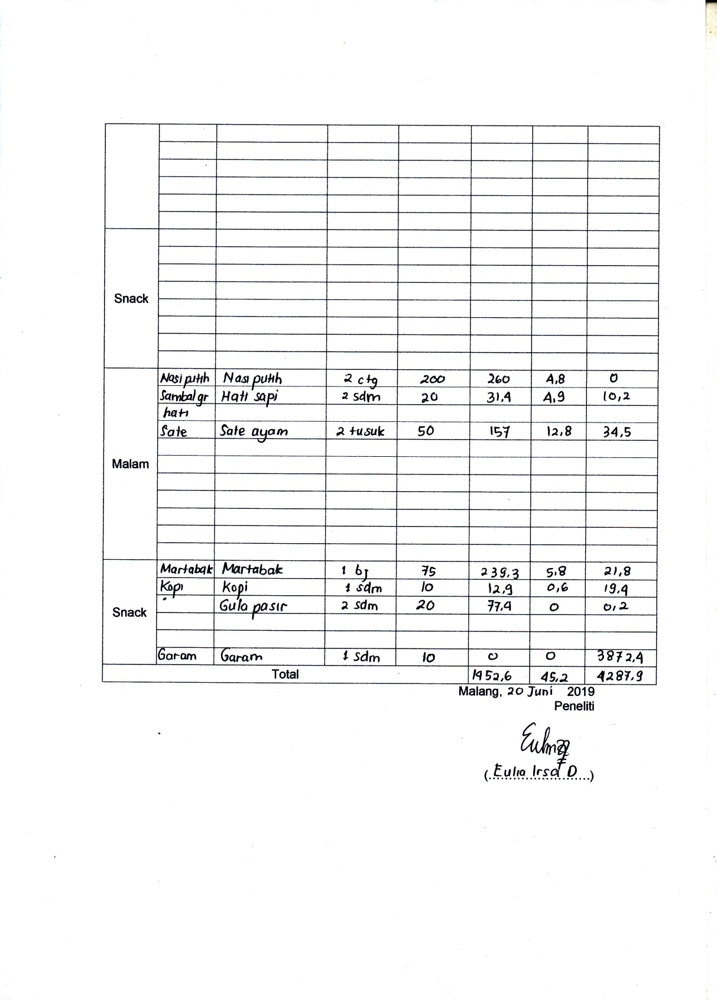 Snack
Malam
Nasi putih Nasi putih 2 ctg 200 260 4,8 0
Sambal gr Hati sapi 2 sdm 20 31,4 4,9 10,2
hati
Sate Sate ayam 2 tusuk 50 157 12,8 34,5
Snack
Martabak Martabak 1 bj 75 239,3 5,8 21,8
Kopi Kopi 1 sdm 10 12,9 0,6 19,4
Gula pasir 2 sdm 20 77,4 0 0,2
Garam Garam 1 sdm 10 0 0 3872,4
Total 1952,6 45,2 4287,9
Malang, 20 Juni 2019
Peneliti
(Eulia Irsa D...)